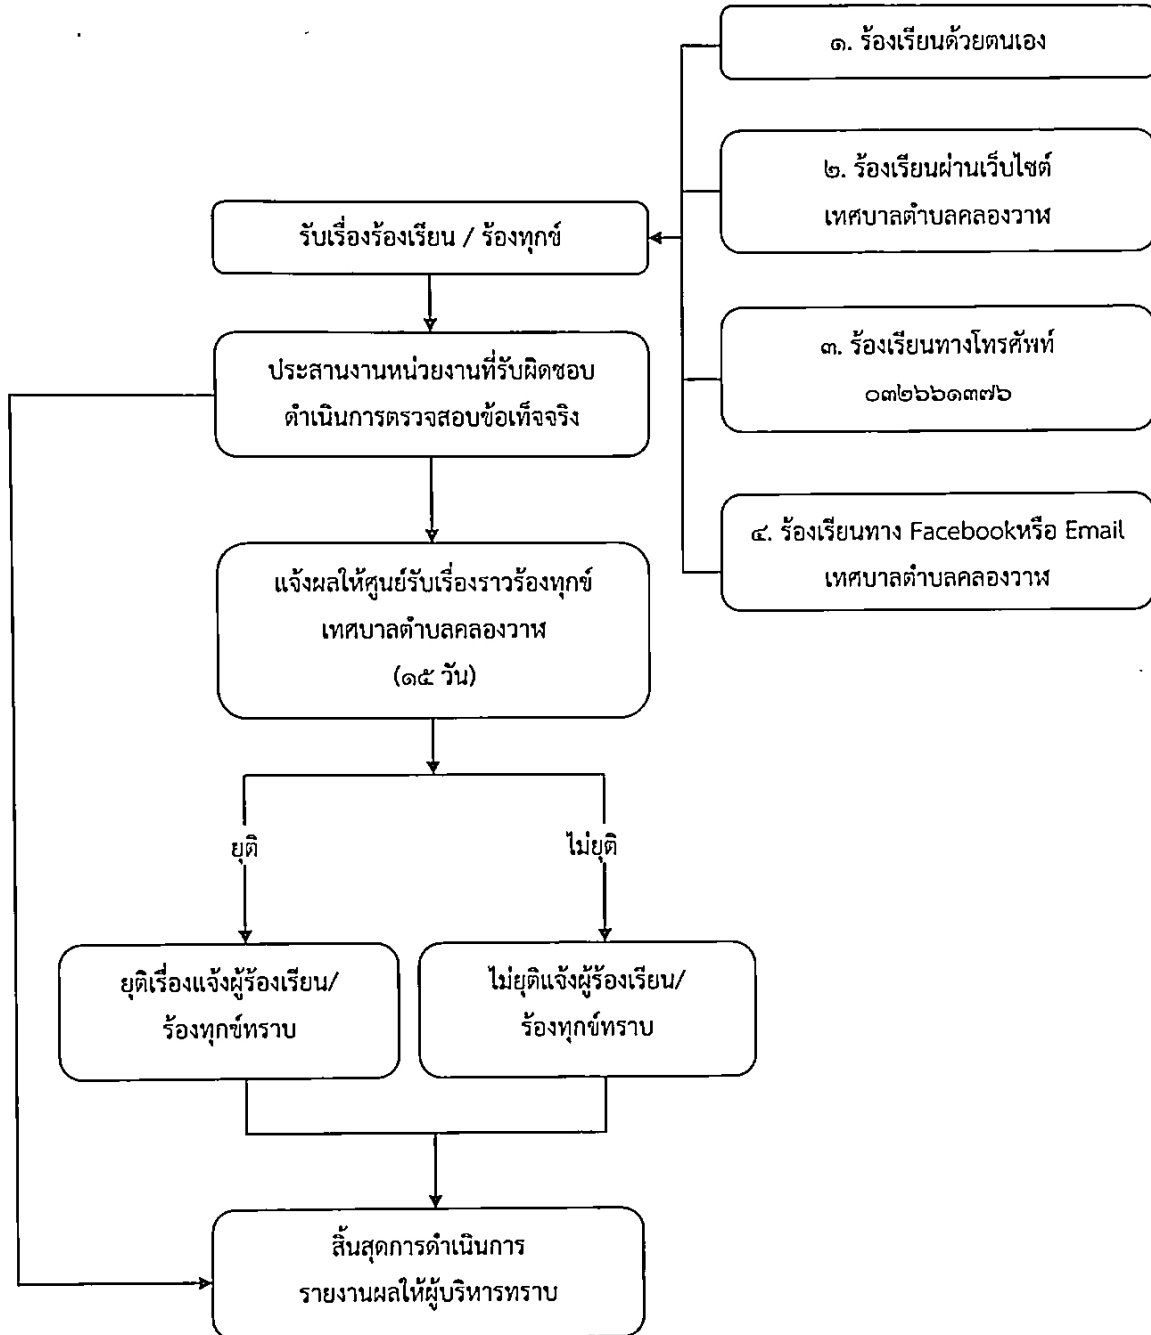 ๑. ร้องเรียนด้วยตนเอง
๒. ร้องเรียนผ่านเว็บไซต์
เทศบาลตำบลคลองวาฬ
รับเรื่องร้องเรียน / ร้องทุกข์
๓. ร้องเรียนทางโทรศัพท์
๐๓๒๖๖๑๓๗๖
ประสานงานหน่วยงานที่รับผิดชอบ
ดำเนินการตรวจสอบข้อเท็จจริง
๔. ร้องเรียนทาง Facebookหรือ Email
เทศบาลตำบลคลองวาฬ
แจ้งผลให้ศูนย์รับเรื่องราวร้องทุกข์
เทศบาลตำบลคลองวาฬ
(๑๕ วัน)
ยุติ
ไม่ยุติ
ยุติเรื่องแจ้งผู้ร้องเรียน/
ร้องทุกข์ทราบ
ไม่ยุติแจ้งผู้ร้องเรียน/
ร้องทุกข์ทราบ
สิ้นสุดการดำเนินการ
รายงานผลให้ผู้บริหารทราบ